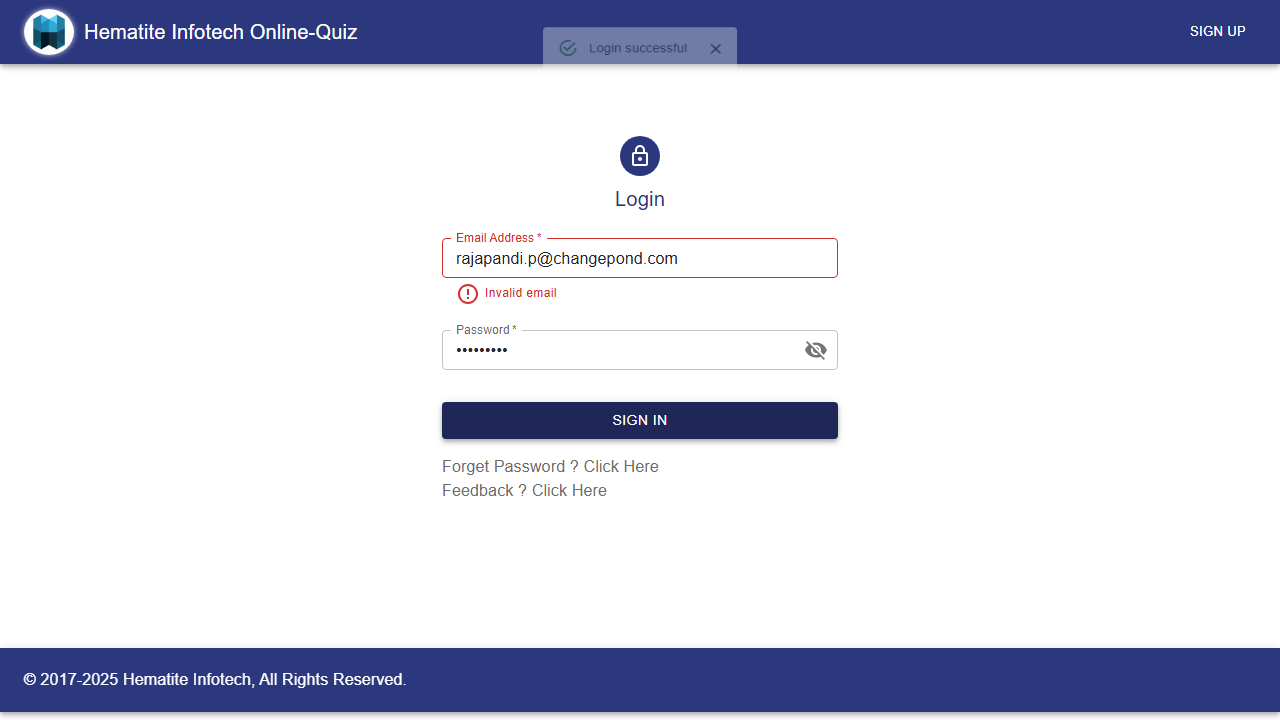 Hematite Infotech Online-Quiz
Login successful
SIGN UP
Login
Email Address *
rajapandi.p@changepond.com
Invalid email
Password *
•••••••••
SIGN IN
Forget Password ? Click Here
Feedback ? Click Here
© 2017-2025 Hematite Infotech, All Rights Reserved.